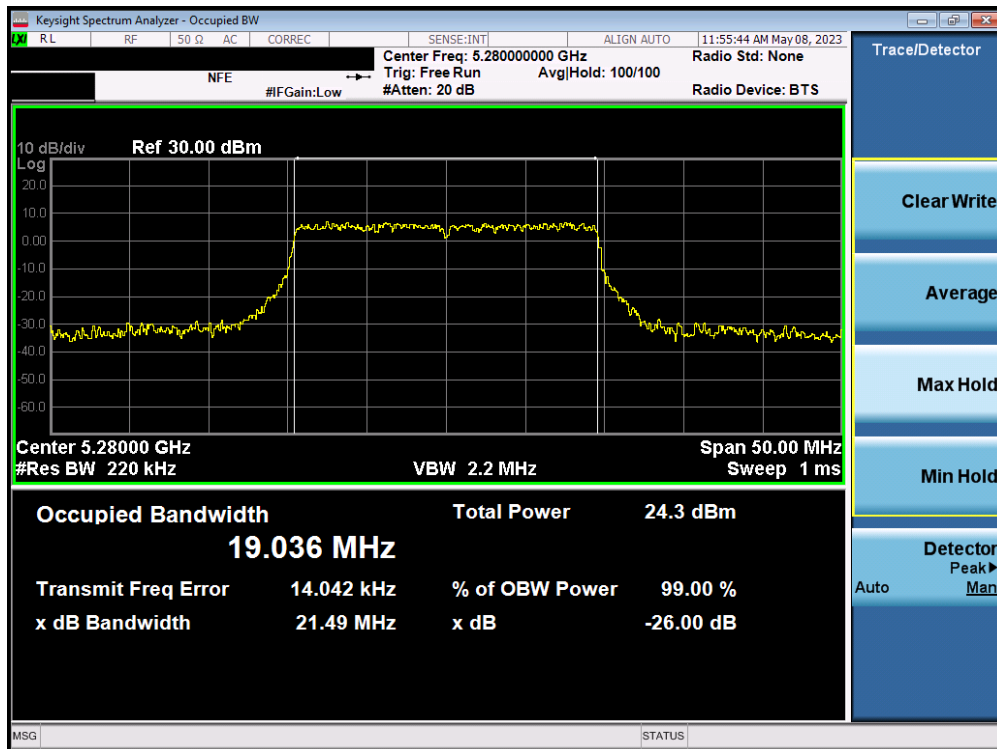 Keysight Spectrum Analyzer - Occupied BW
LXI RL RF 50 Ω AC CORREC SENSE:INT ALIGN AUTO 11:55:44 AM May 08, 2023
Center Freq: 5.280000000 GHz Radio Std: None
NFE Trig: Free Run Avg|Hold: 100/100
#IFGain:Low #Atten: 20 dB Radio Device: BTS
10 dB/div Ref 30.00 dBm
Log
20.0
10.0
0.00
-10.0
-20.0
-30.0
-40.0
-50.0
-60.0
Center 5.28000 GHz Span 50.00 MHz
#Res BW 220 kHz VBW 2.2 MHz Sweep 1 ms
Occupied Bandwidth Total Power 24.3 dBm
19.036 MHz
Transmit Freq Error 14.042 kHz % of OBW Power 99.00 %
x dB Bandwidth 21.49 MHz x dB -26.00 dB
MSG STATUS
Trace/Detector
Clear Write
Average
Max Hold
Min Hold
Detector
Peak▶
Auto Man